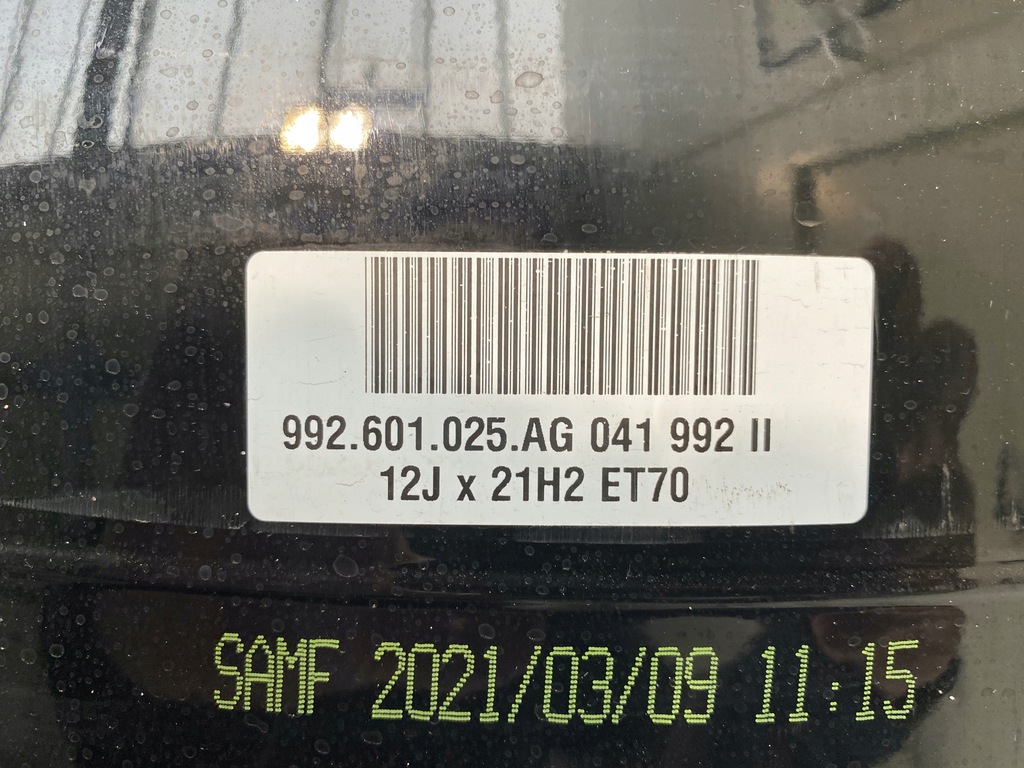 992.601.025.AG 041 992 II
12J x 21H2 ET70
SAMF 2021/03/09 11:15